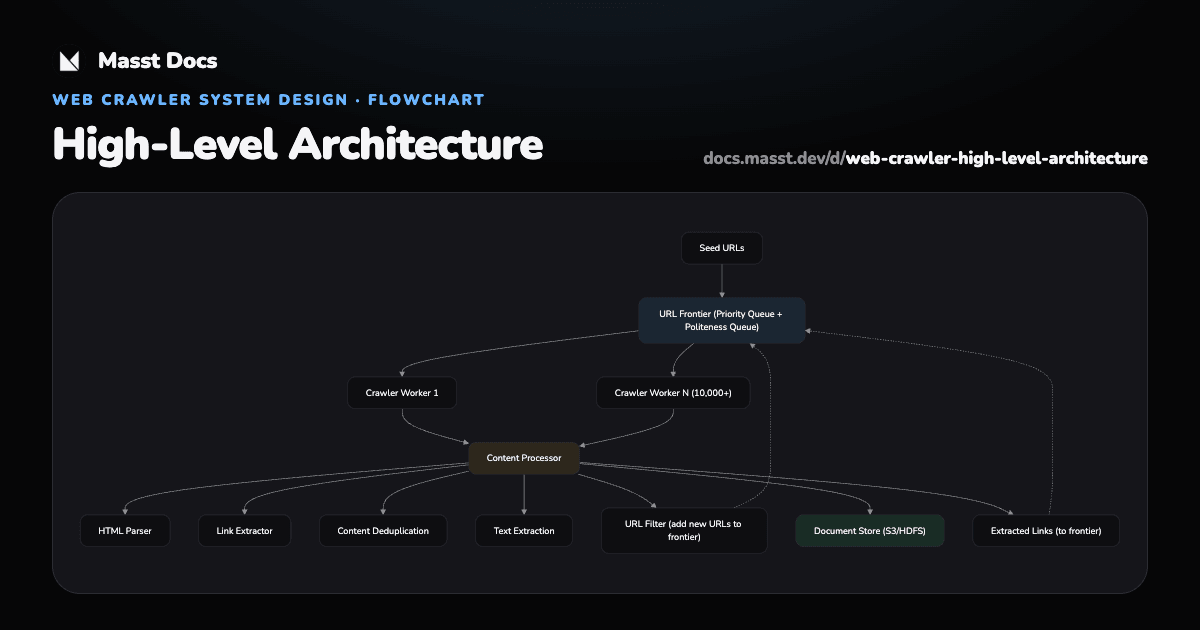 Masst Docs
WEB CRAWLER SYSTEM DESIGN · FLOWCHART
High-Level Architecture
docs.masst.dev/d/web-crawler-high-level-architecture
Seed URLs
URL Frontier (Priority Queue +
Politeness Queue)
Crawler Worker 1
Crawler Worker N (10,000+)
Content Processor
HTML Parser
Link Extractor
Content Deduplication
Text Extraction
URL Filter (add new URLs to
frontier)
Document Store (S3/HDFS)
Extracted Links (to frontier)